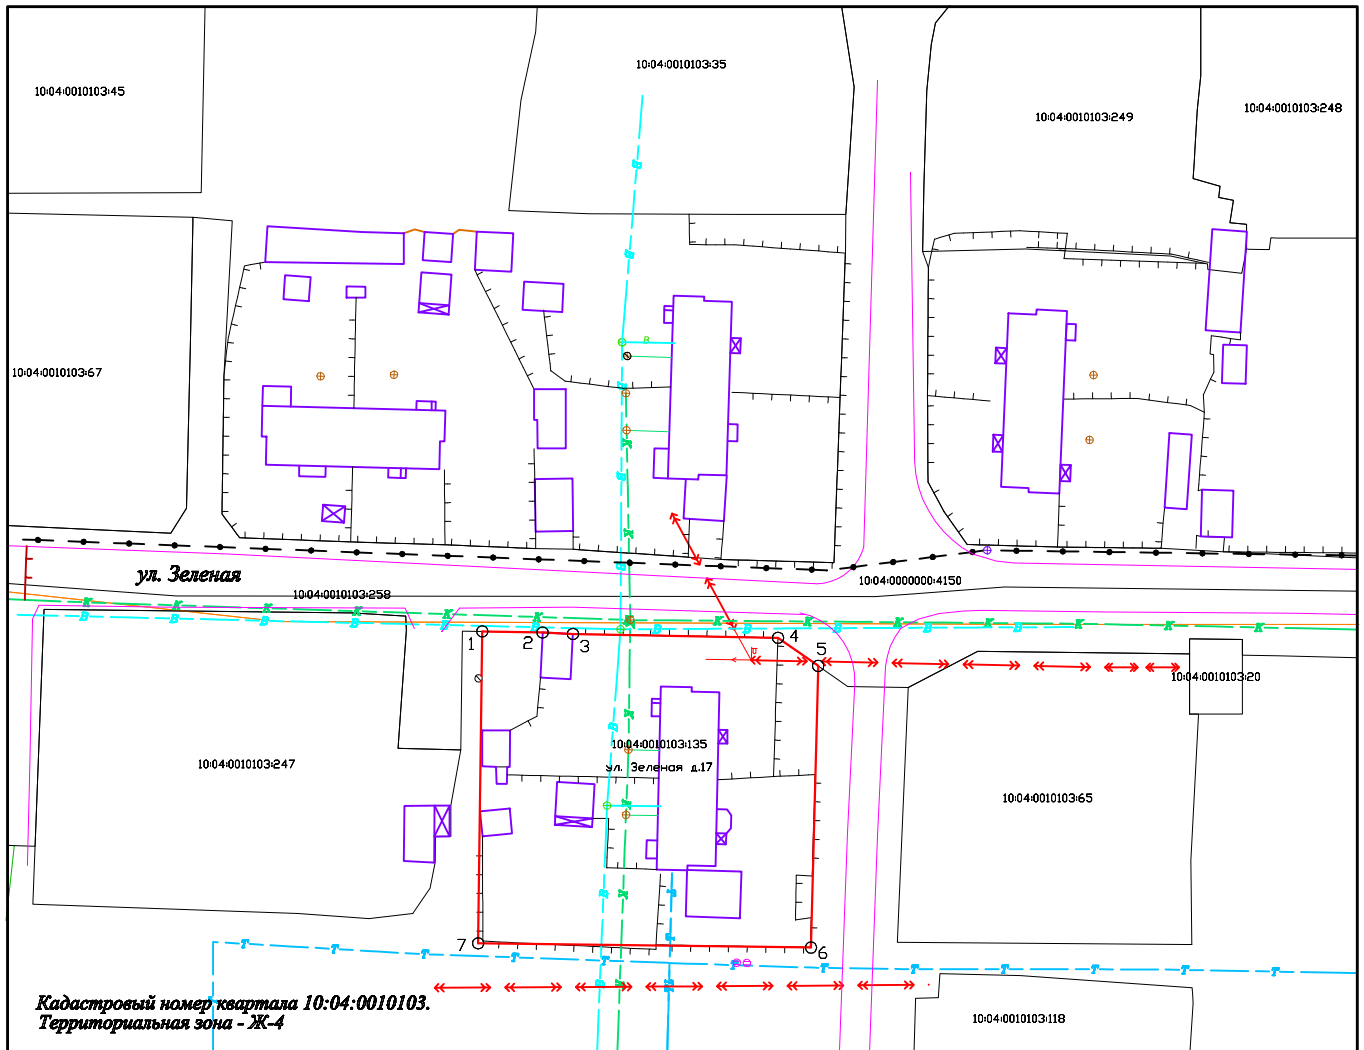 10:04:0010103:35
10:04:0010103:45
10:04:0010103:248
10:04:0010103:249
В
В
В
10:04:0010103:67
В
К
В
К
ул. Зеленая
10:04:0000000:4150
10:04:0010103:258
К К К К К К К К К К К К К К
В В В В В В В В В
1 2 3 4 5
10:04:0010103:20
К
В
10:04:0010103:135
ул. Зеленая д.17
10:04:0010103:247
10:04:0010103:65
К
В К Т
Т
7 6
Т Т Т Т Т Т Т Т Т Т Т Т
В К
Кадастровый номер квартала 10:04:0010103.
Территориальная зона - Ж-4
10:04:0010103:118